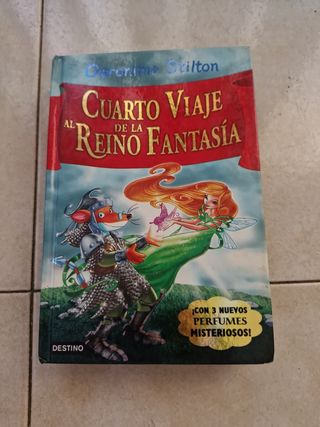 Geronimo Stilton
CUARTO VIAJE
AL REINO DE LA FANTASÍA
¡CON 3 NUEVOS
PERFUMES
MISTERIOSOS!
DESTINO